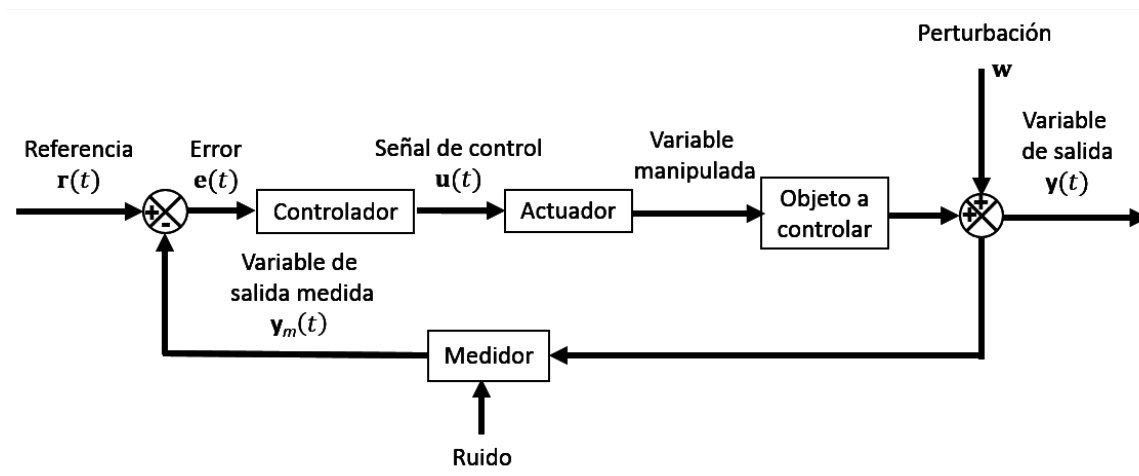 Perturbación
w
Referencia
r(t)
Error
e(t)
Señal de control
u(t)
Variable
manipulada
Variable
de salida
y(t)
+
-
Controlador
Actuador
Objeto a
controlar
+
+
Variable de
salida medida
yₘ(t)
Medidor
Ruido